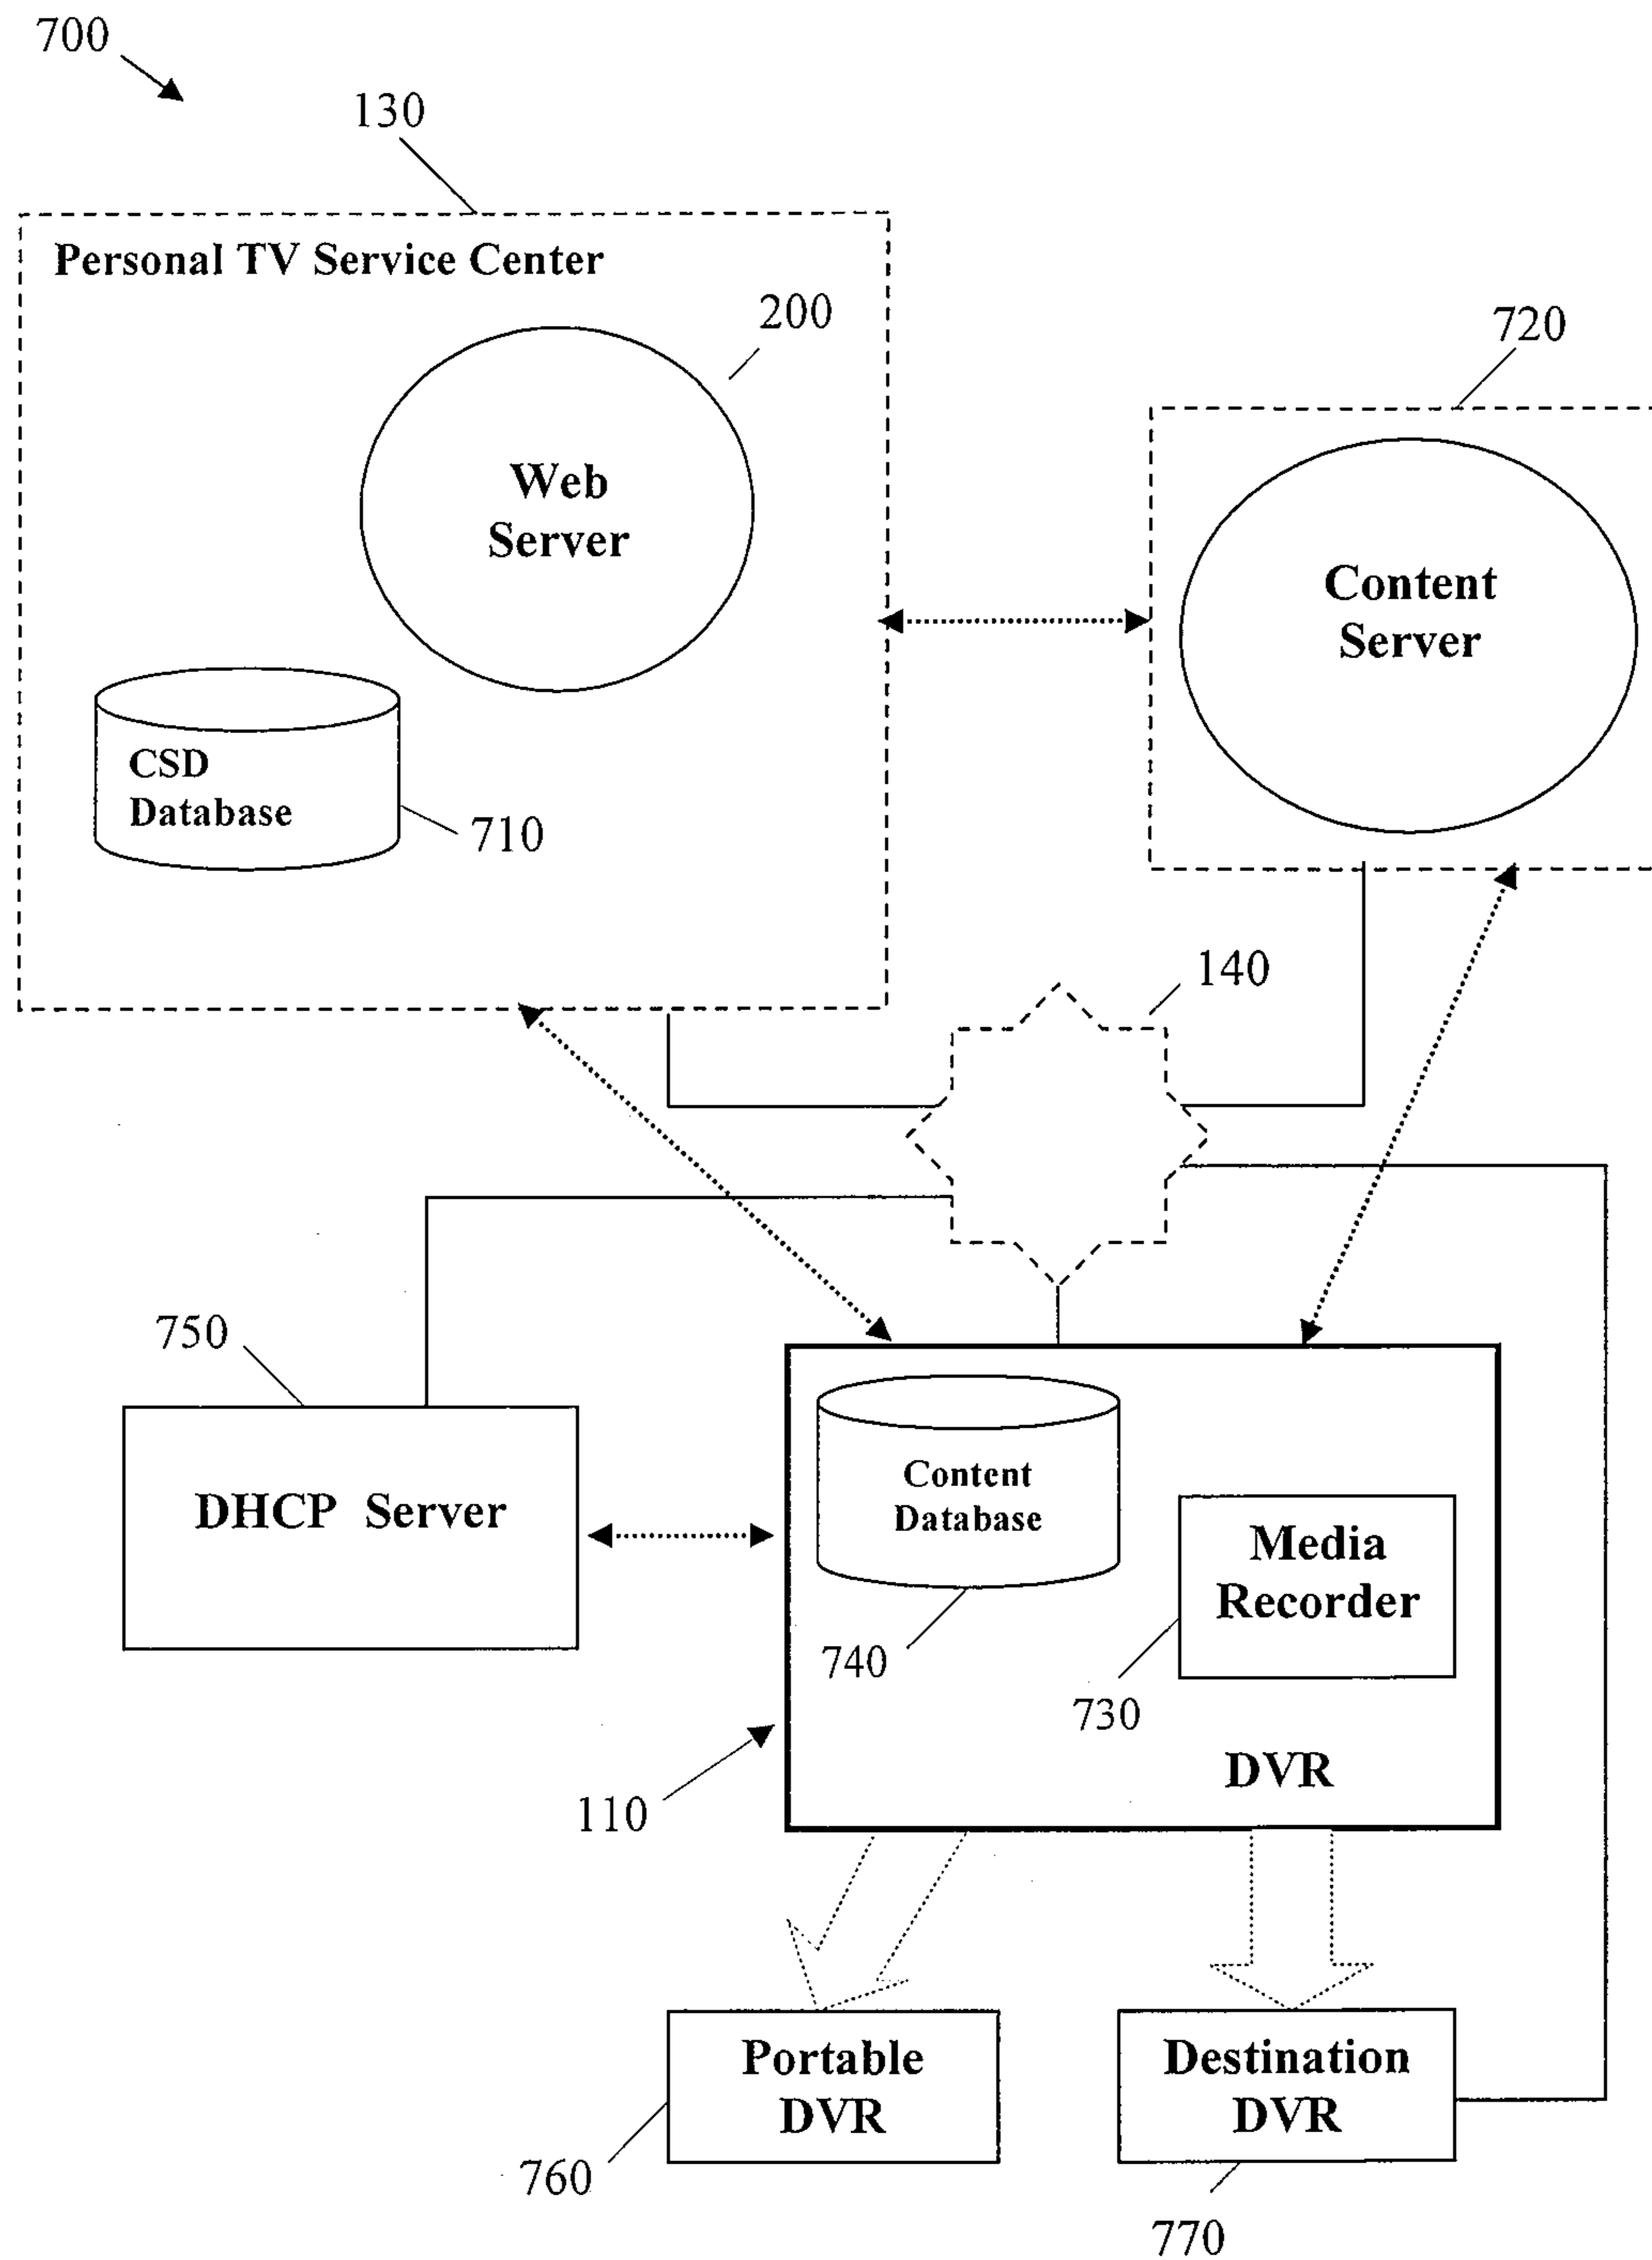 700
130
Personal TV Service Center
200
720
Web
Server
Content
Server
CSD
Database
710
140
750
DHCP Server
Content
Database
Media
Recorder
740
730
DVR
110
Portable
DVR
Destination
DVR
760
770